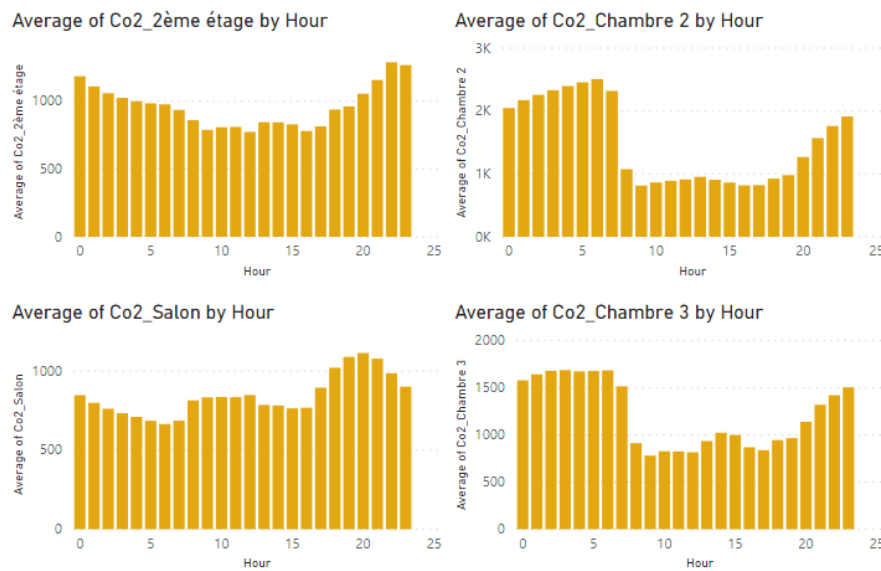 Average of Co2_2ème étage by Hour
Average of Co2_2ème étage
1000
500
0
0 5 10 15 20 25
Hour
Average of Co2_Chambre 2 by Hour
Average of Co2_Chambre 2
3K
2K
1K
0K
0 5 10 15 20 25
Hour
Average of Co2_Salon by Hour
Average of Co2_Salon
1000
500
0
0 5 10 15 20 25
Hour
Average of Co2_Chambre 3 by Hour
Average of Co2_Chambre 3
2000
1500
1000
500
0
0 5 10 15 20 25
Hour